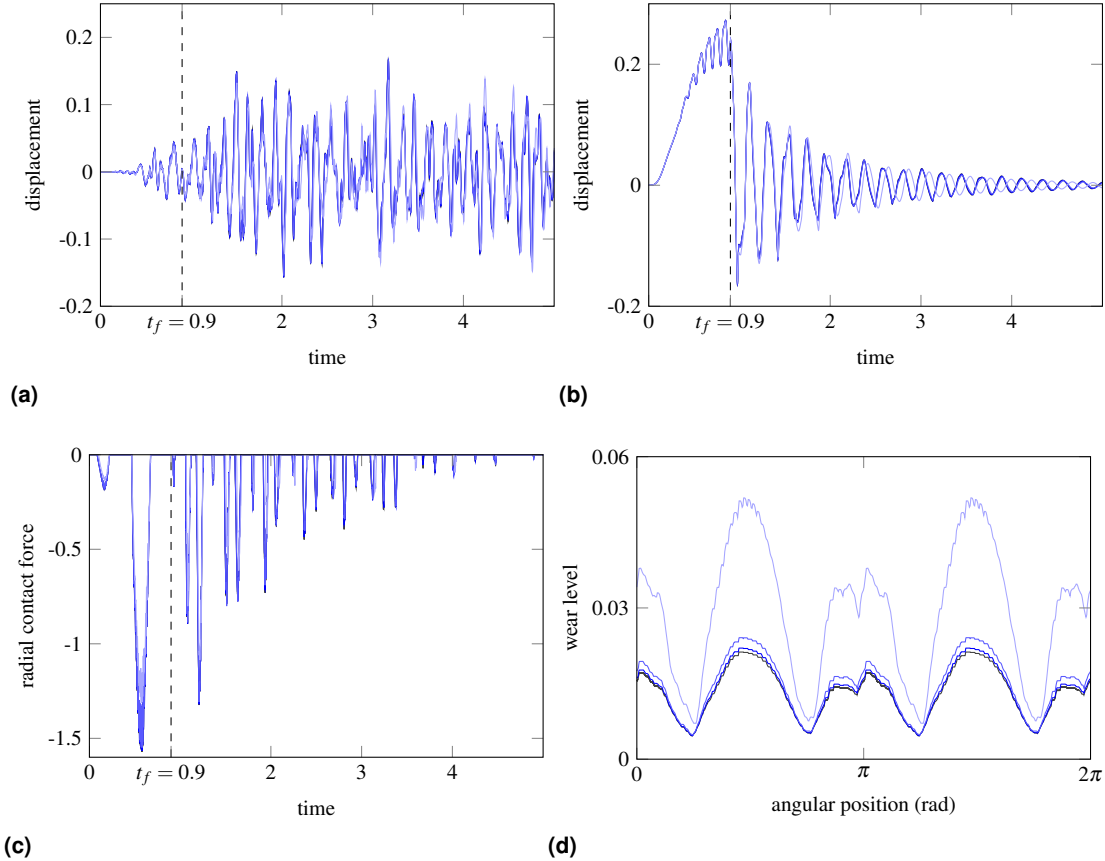 0.2
0.1
0
-0.1
-0.2
displacement
0
t_f = 0.9
2
3
4
time
(a)
0.2
0
-0.2
displacement
0
t_f = 0.9
2
3
4
time
(b)
0
-0.5
-1
-1.5
radial contact force
0
t_f = 0.9
2
3
4
time
(c)
0.06
0.03
0
wear level
0
π
2π
angular position (rad)
(d)